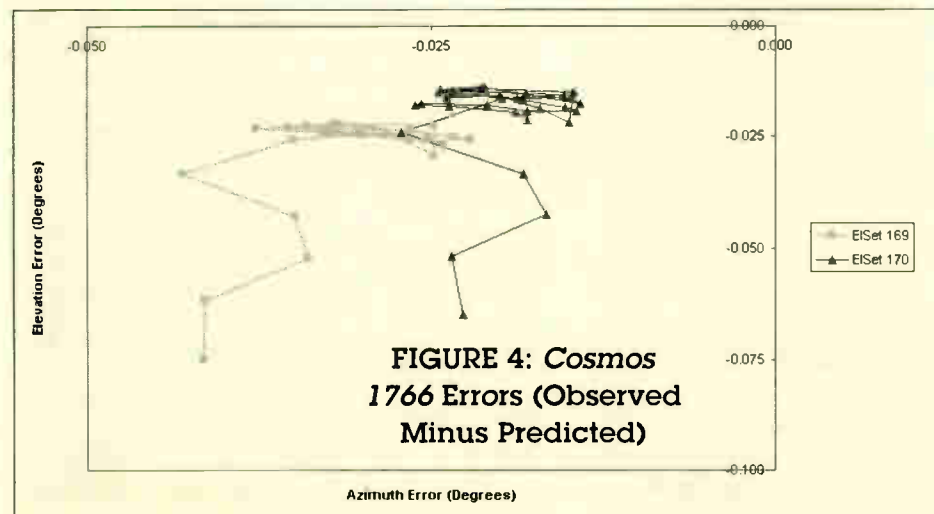 -0.050
-0.025
0.000
0.000
-0.025
-0.050
-0.075
-0.100
Elevation Error (Degrees)
Azimuth Error (Degrees)
ElSet 169
ElSet 170
FIGURE 4: Cosmos
1766 Errors (Observed
Minus Predicted)